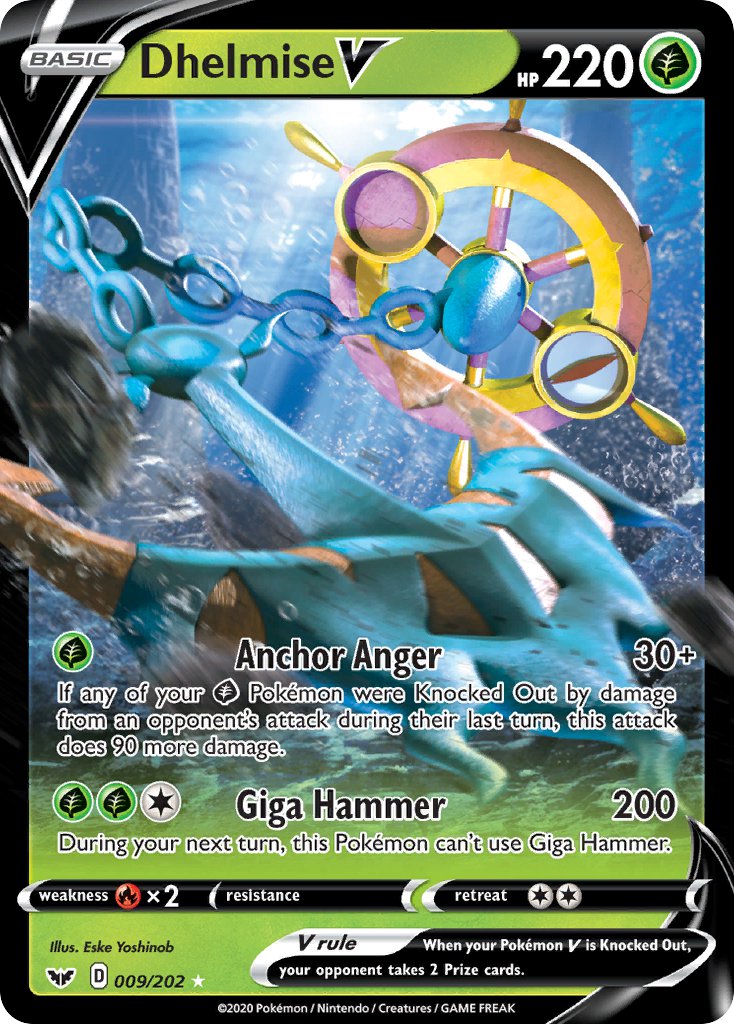 BASIC
Dhelmise V
HP 220
Anchor Anger 30+
If any of your Pokémon were Knocked Out by damage
from an opponent's attack during their last turn, this attack
does 90 more damage.
Giga Hammer 200
During your next turn, this Pokémon can't use Giga Hammer.
weakness ×2 resistance retreat
Illus. Eske Yoshinob
V rule When your Pokémon V is Knocked Out,
your opponent takes 2 Prize cards.
D 009/202
©2020 Pokémon / Nintendo / Creatures / GAME FREAK